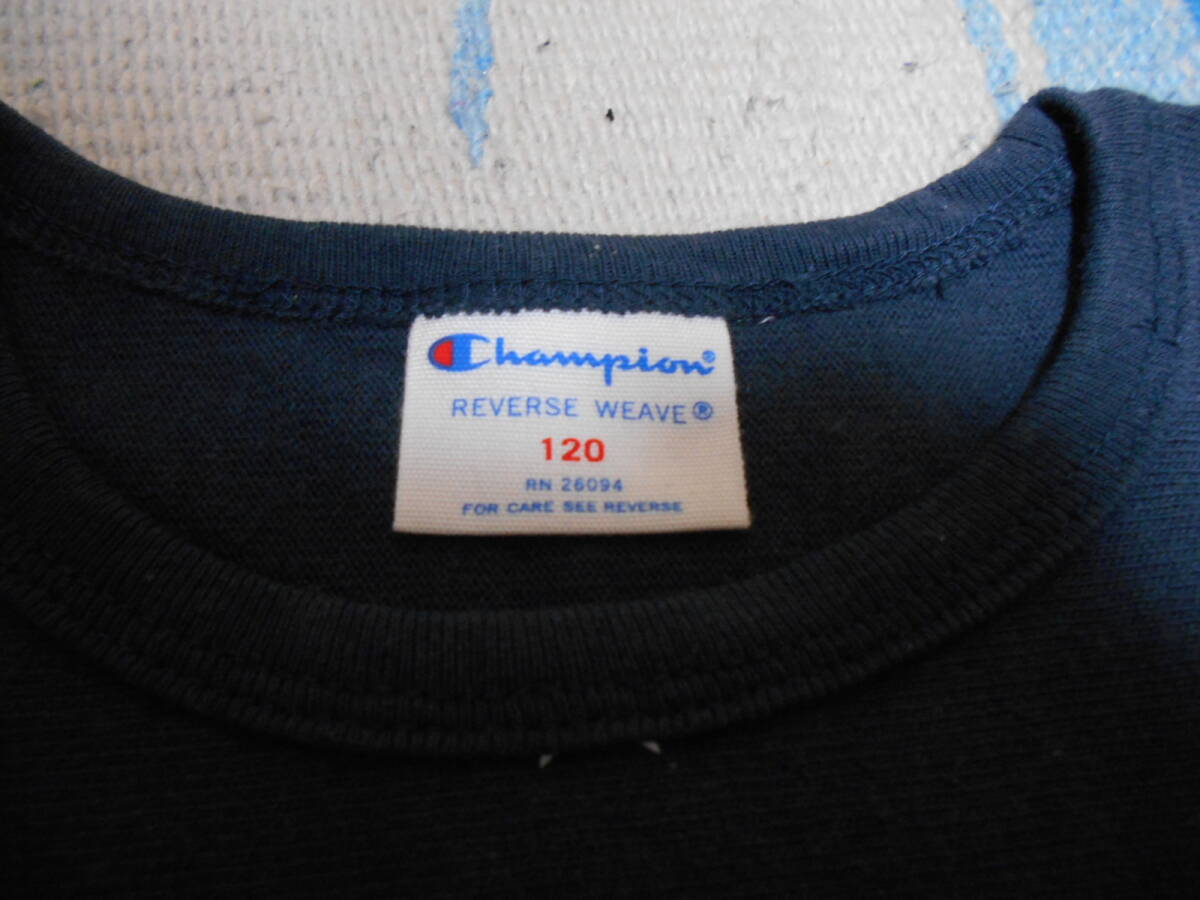 Champion®
REVERSE WEAVE®
120
RN 26094
FOR CARE SEE REVERSE